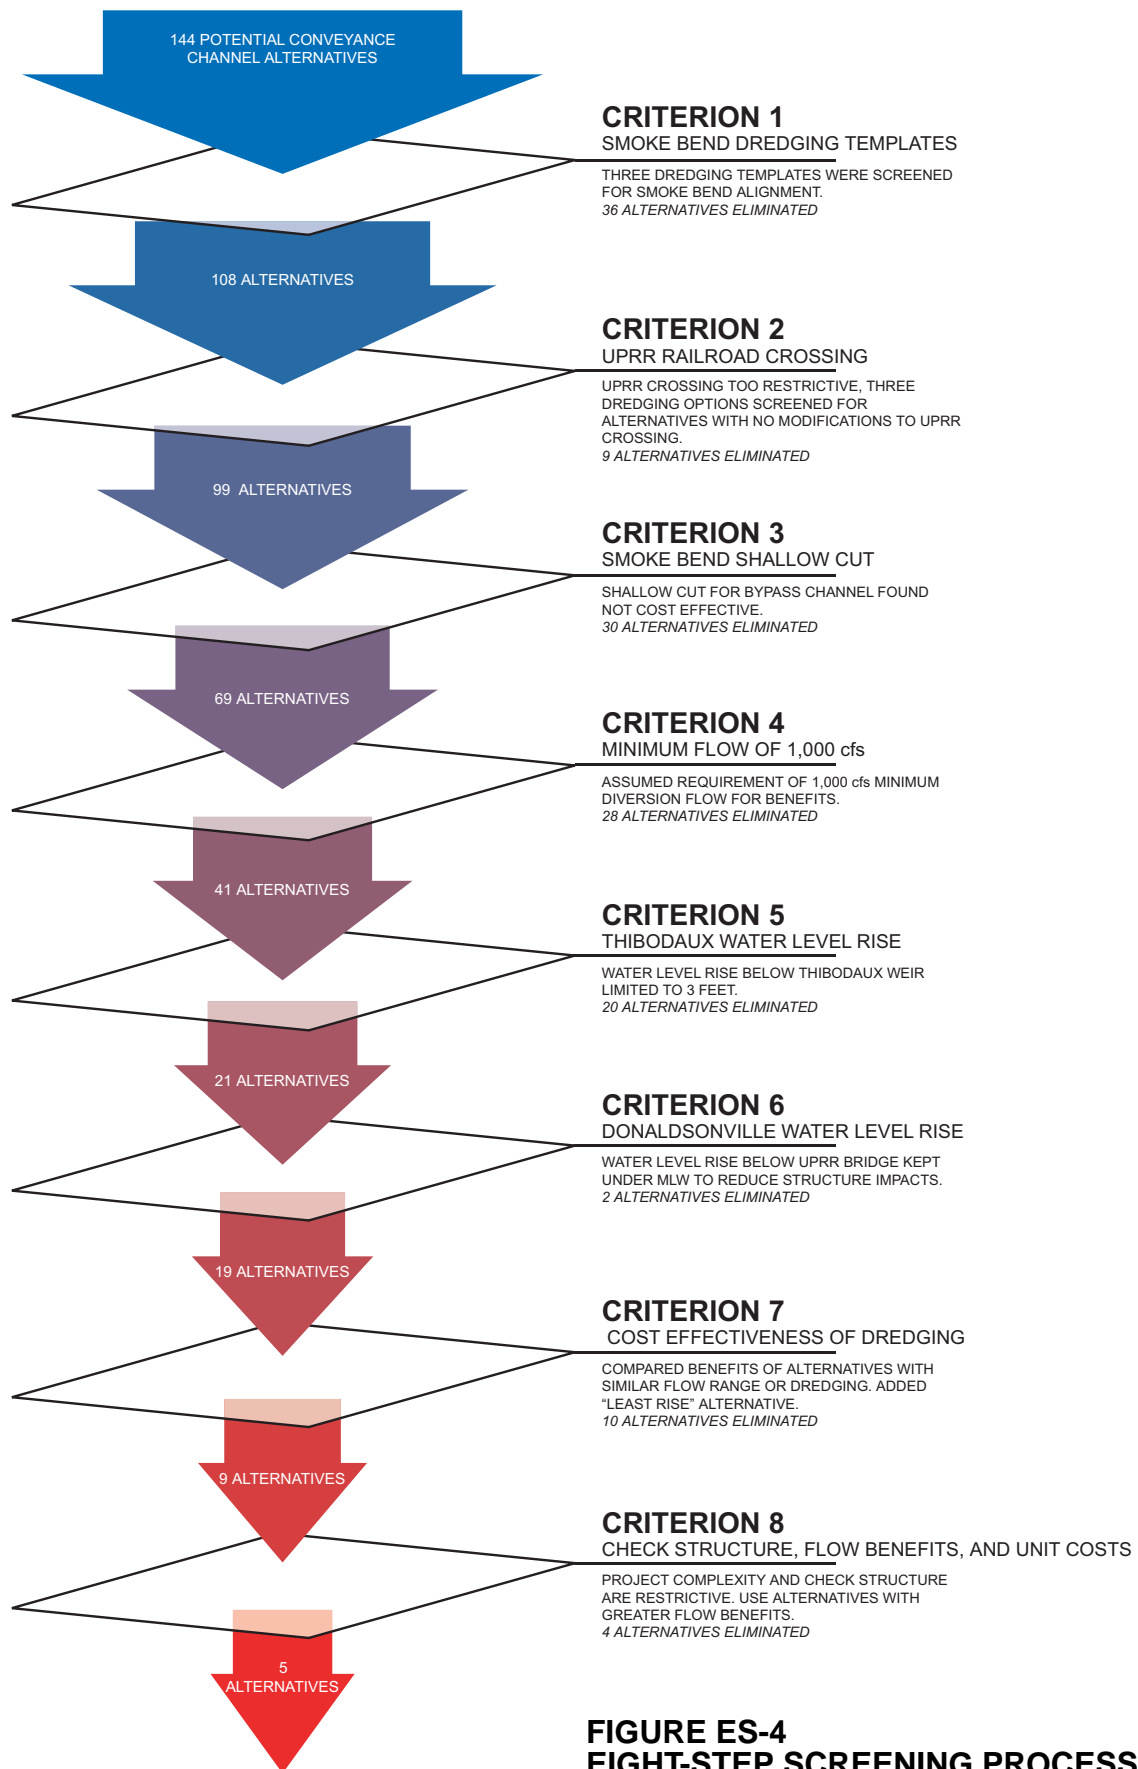 144 POTENTIAL CONVEYANCE
CHANNEL ALTERNATIVES
CRITERION 1
SMOKE BEND DREDGING TEMPLATES
THREE DREDGING TEMPLATES WERE SCREENED
FOR SMOKE BEND ALIGNMENT.
36 ALTERNATIVES ELIMINATED
108 ALTERNATIVES
CRITERION 2
UPRR RAILROAD CROSSING
UPRR CROSSING TOO RESTRICTIVE, THREE
DREDGING OPTIONS SCREENED FOR
ALTERNATIVES WITH NO MODIFICATIONS TO UPRR
CROSSING.
9 ALTERNATIVES ELIMINATED
99 ALTERNATIVES
CRITERION 3
SMOKE BEND SHALLOW CUT
SHALLOW CUT FOR BYPASS CHANNEL FOUND
NOT COST EFFECTIVE.
30 ALTERNATIVES ELIMINATED
69 ALTERNATIVES
CRITERION 4
MINIMUM FLOW OF 1,000 cfs
ASSUMED REQUIREMENT OF 1,000 cfs MINIMUM
DIVERSION FLOW FOR BENEFITS.
28 ALTERNATIVES ELIMINATED
41 ALTERNATIVES
CRITERION 5
THIBODAUX WATER LEVEL RISE
WATER LEVEL RISE BELOW THIBODAUX WEIR
LIMITED TO 3 FEET.
20 ALTERNATIVES ELIMINATED
21 ALTERNATIVES
CRITERION 6
DONALDSONVILLE WATER LEVEL RISE
WATER LEVEL RISE BELOW UPRR BRIDGE KEPT
UNDER MLW TO REDUCE STRUCTURE IMPACTS.
2 ALTERNATIVES ELIMINATED
19 ALTERNATIVES
CRITERION 7
COST EFFECTIVENESS OF DREDGING
COMPARED BENEFITS OF ALTERNATIVES WITH
SIMILAR FLOW RANGE OR DREDGING. ADDED
“LEAST RISE” ALTERNATIVE.
10 ALTERNATIVES ELIMINATED
9 ALTERNATIVES
CRITERION 8
CHECK STRUCTURE, FLOW BENEFITS, AND UNIT COSTS
PROJECT COMPLEXITY AND CHECK STRUCTURE
ARE RESTRICTIVE. USE ALTERNATIVES WITH
GREATER FLOW BENEFITS.
4 ALTERNATIVES ELIMINATED
5
ALTERNATIVES
FIGURE ES-4
EIGHT-STEP SCREENING PROCESS